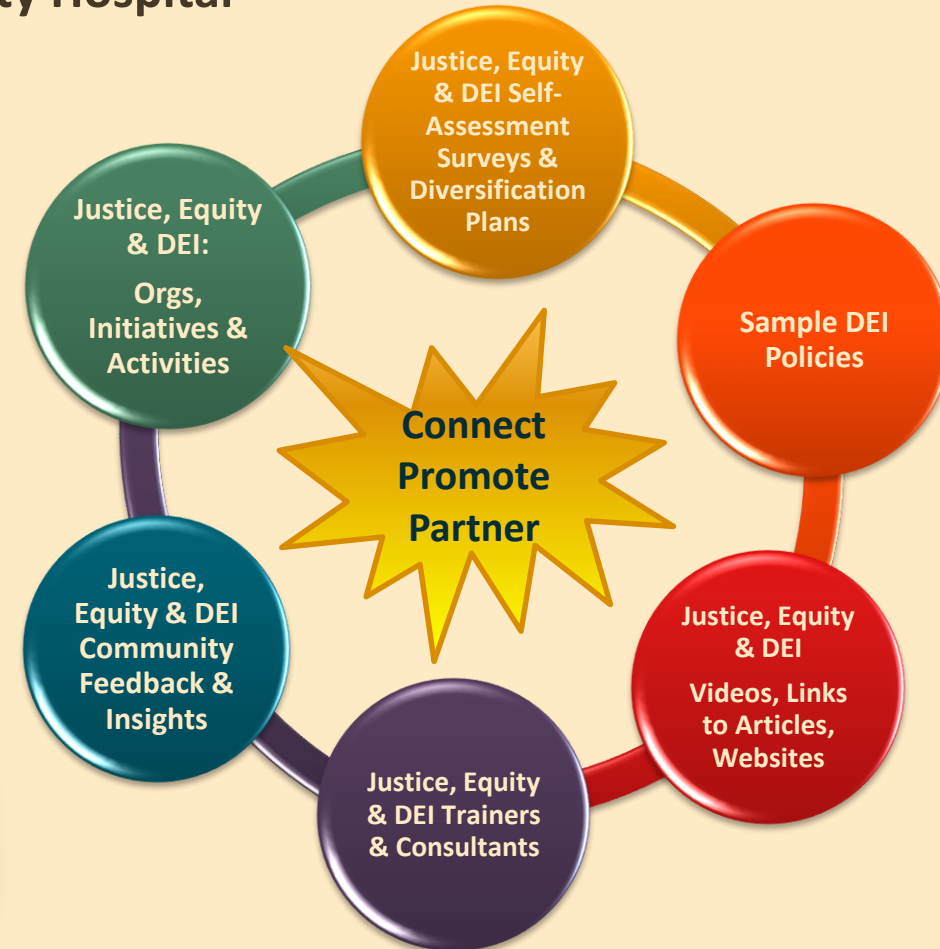 ty Hospital
Justice, Equity
& DEI Self-
Assessment
Surveys &
Diversification
Plans
Justice, Equity
& DEI:
Orgs,
Initiatives &
Activities
Sample DEI
Policies
Connect
Promote
Partner
Justice,
Equity & DEI
Community
Feedback &
Insights
Justice, Equity
& DEI
Videos, Links
to Articles,
Websites
Justice, Equity
& DEI Trainers
& Consultants